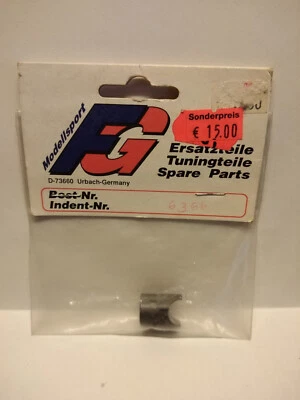 Sonderpreis
€ 15.00
Modellsport
FG
Ersatzteile
Tuningteile
Spare Parts
D-73660 Urbach-Germany
Best-Nr.
Indent-Nr.